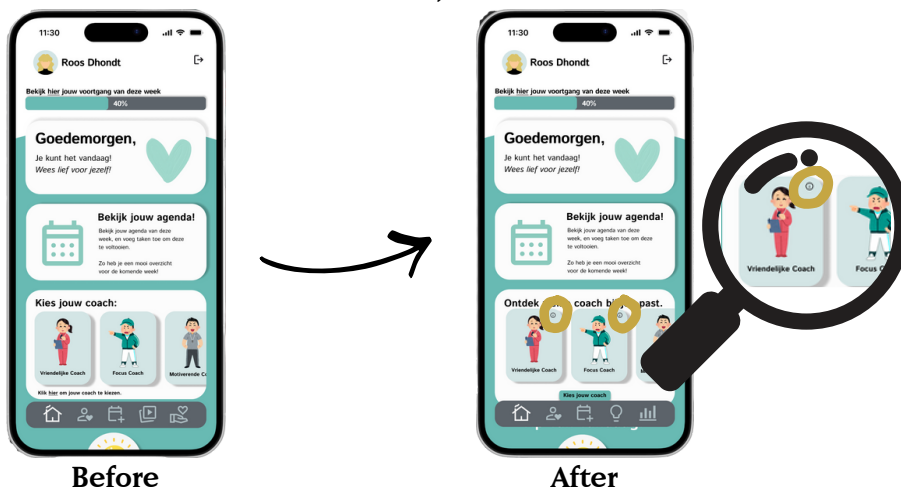 11:30
Roos Dhondt
Bekijk hier jouw voortgang van deze week
40%
Goedemorgen,
Je kunt het vandaag!
Wees lief voor jezelf!
Bekijk jouw agenda!
Bekijk jouw agenda van deze
week, en voeg taken toe om deze
te voltooien.
Zo heb je een mooi overzicht
voor de komende week!
Kies jouw coach:
Vriendelijke Coach
Focus Coach
Motiverende Co
Klik hier om jouw coach te kiezen.
Before
11:30
Roos Dhondt
Bekijk hier jouw voortgang van deze week
40%
Goedemorgen,
Je kunt het vandaag!
Wees lief voor jezelf!
Bekijk jouw agenda!
Bekijk jouw agenda van deze
week, en voeg taken toe om deze
te voltooien.
Zo heb je een mooi overzicht
voor de komende week!
Ontdek coach bij past.
Vriendelijke Coach
Focus Coach
Kies jouw coach
After
Vriendelijke Coach
Focus C